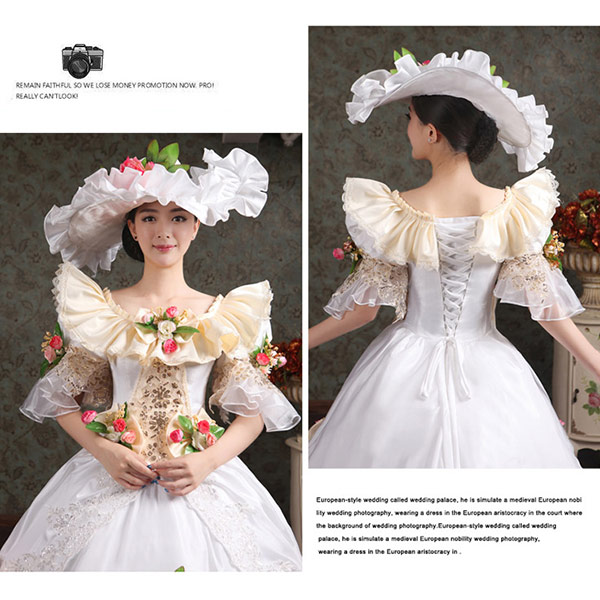 REMAIN FAITHFUL SO WE LOSE MONEY PROMOTION NOW. PRO!
REALLY CAN'TLOOK!
European-style wedding called wedding palace, he is simulate a medieval European nobi
lity wedding photography, wearing a dress in the European aristocracy in the court where
the background of wedding photography.European-style wedding called wedding
palace, he is simulate a medieval European nobility wedding photography,
wearing a dress in the European aristocracy in .